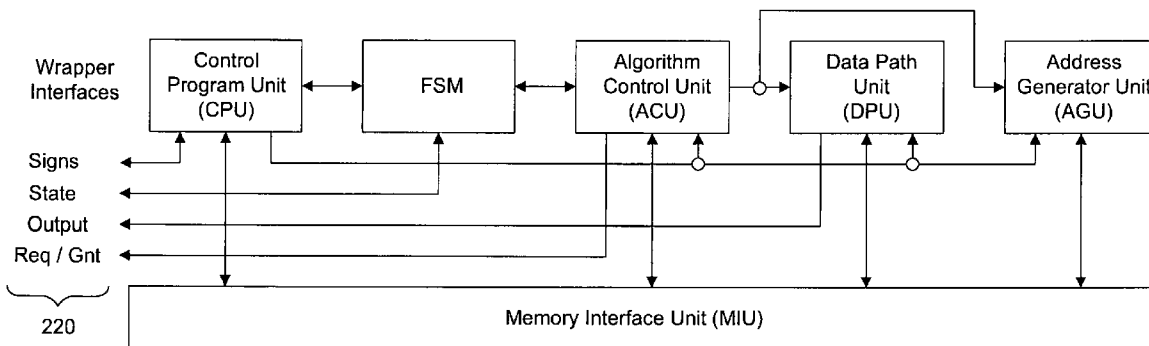 Wrapper
Interfaces
Control
Program Unit
(CPU)
FSM
Algorithm
Control Unit
(ACU)
Data Path
Unit
(DPU)
Address
Generator Unit
(AGU)
Signs
State
Output
Req / Gnt
220
Memory Interface Unit (MIU)